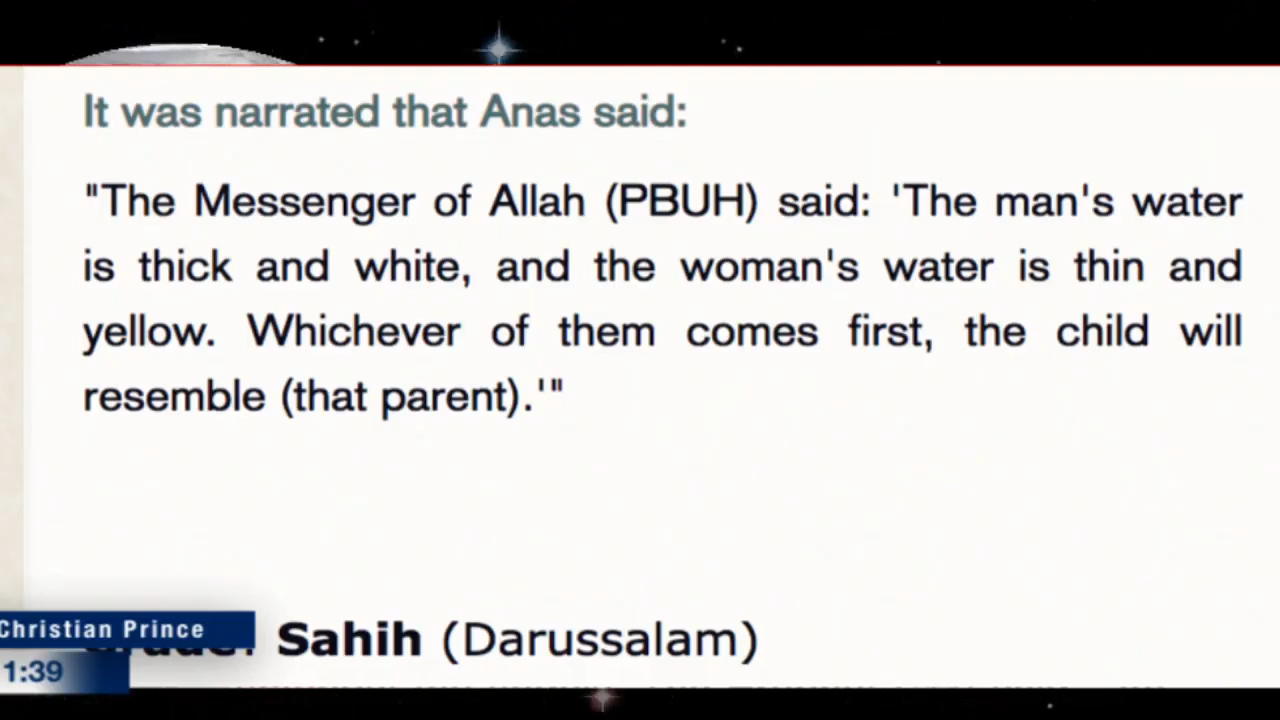 It was narrated that Anas said:
"The Messenger of Allah (PBUH) said: 'The man's water
is thick and white, and the woman's water is thin and
yellow. Whichever of them comes first, the child will
resemble (that parent).'"
Sahih (Darussalam)
Christian Prince
1:39